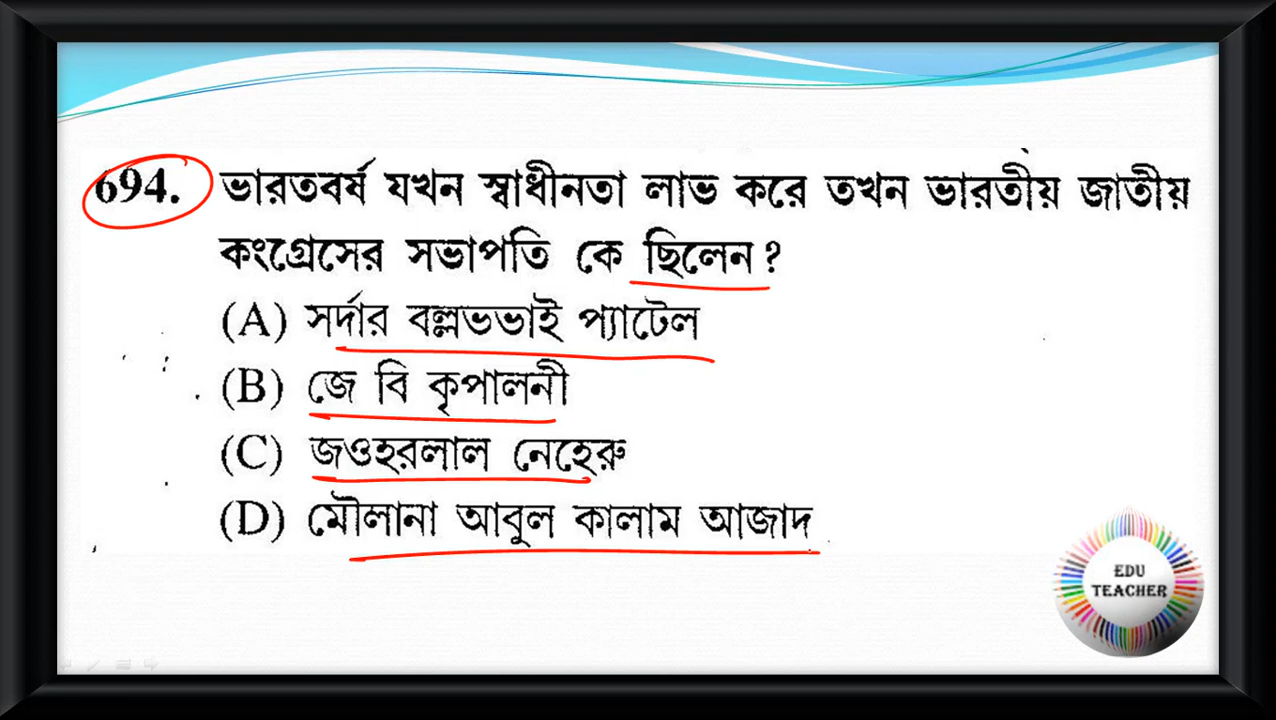 694. ভারতবর্ষ যখন স্বাধীনতা লাভ করে তখন ভারতীয় জাতীয়
কংগ্রেসের সভাপতি কে ছিলেন ?
(A) সর্দার বল্লভভাই প্যাটেল
(B) জে বি কৃপালনী
(C) জওহরলাল নেহেরু
(D) মৌলানা আবুল কালাম আজাদ
EDU
TEACHER